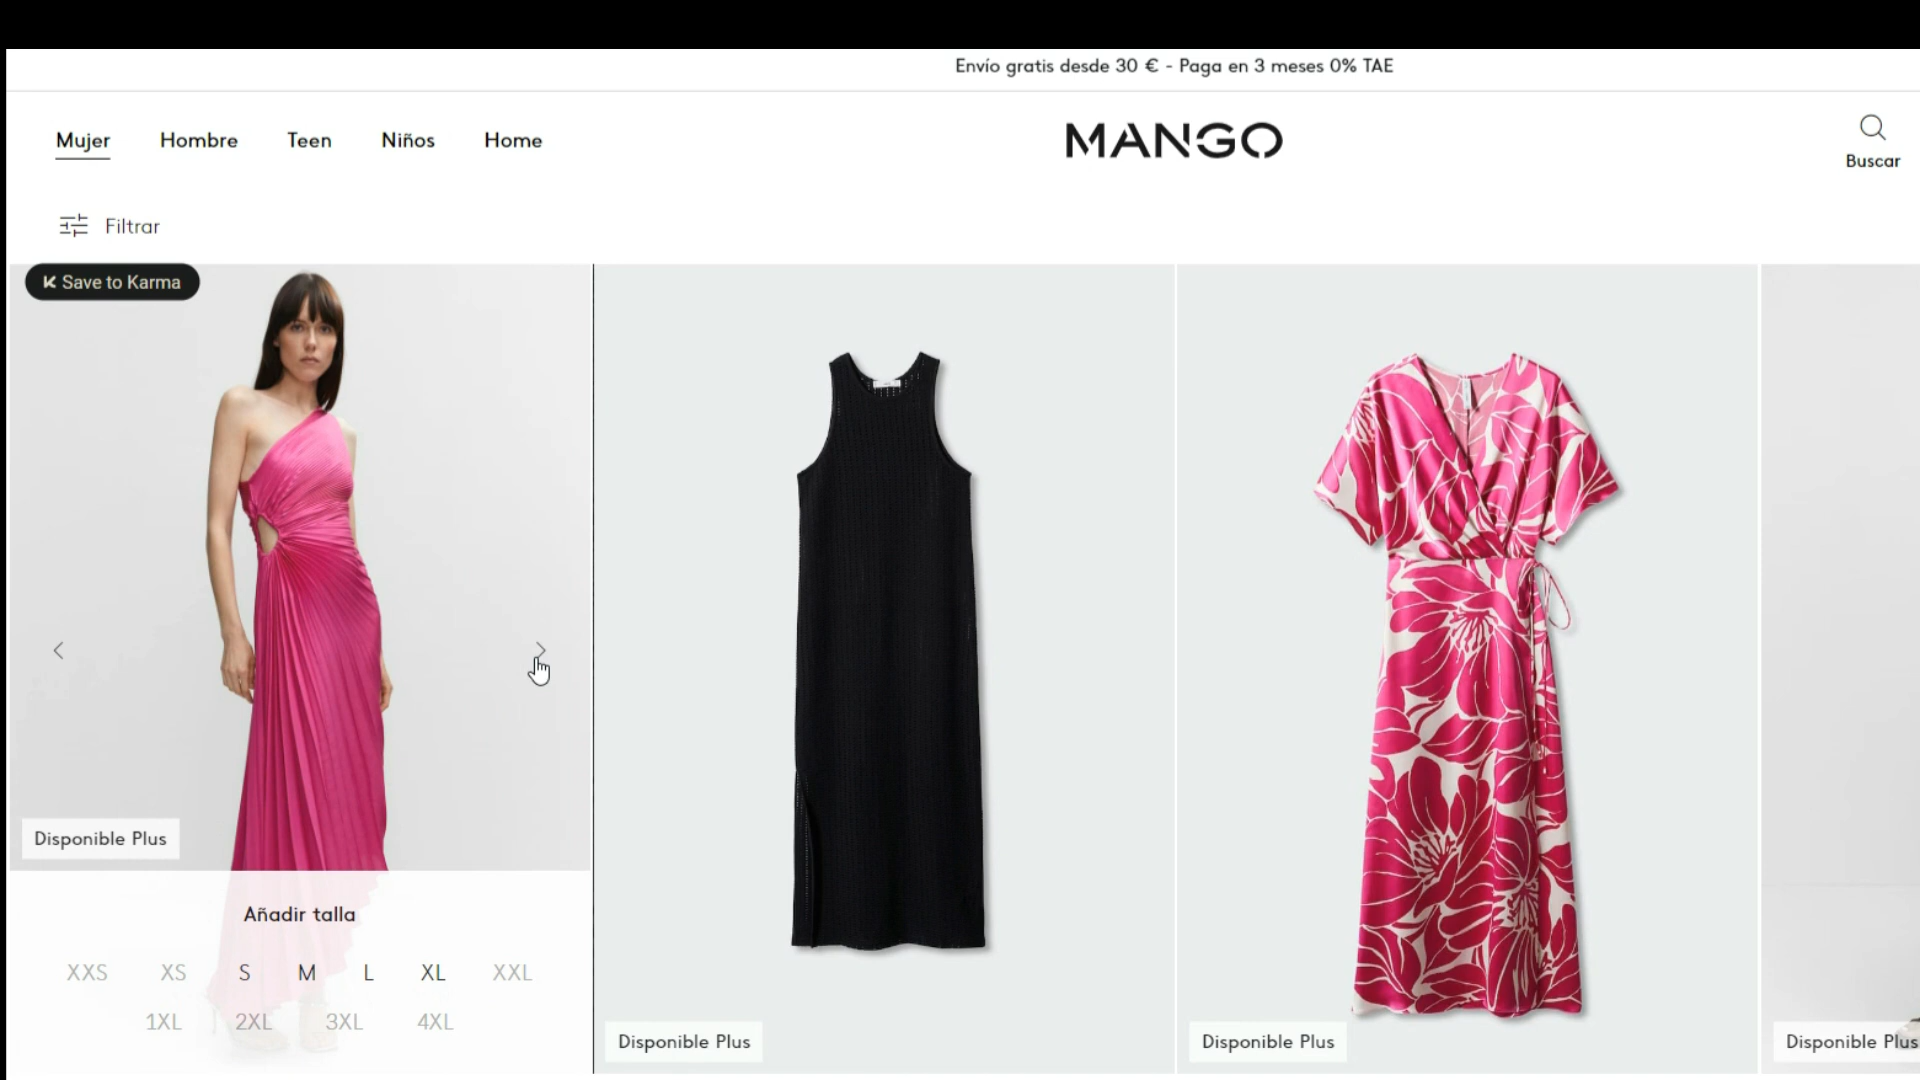 Envío gratis desde 30 € - Paga en 3 meses 0% TAE
Mujer Hombre Teen Niños Home
MANGO
Buscar
Filtrar
Save to Karma
Disponible Plus
Añadir talla
XXS XS S M L XL XXL
1XL 2XL 3XL 4XL
Disponible Plus
Disponible Plus
Disponible Plus